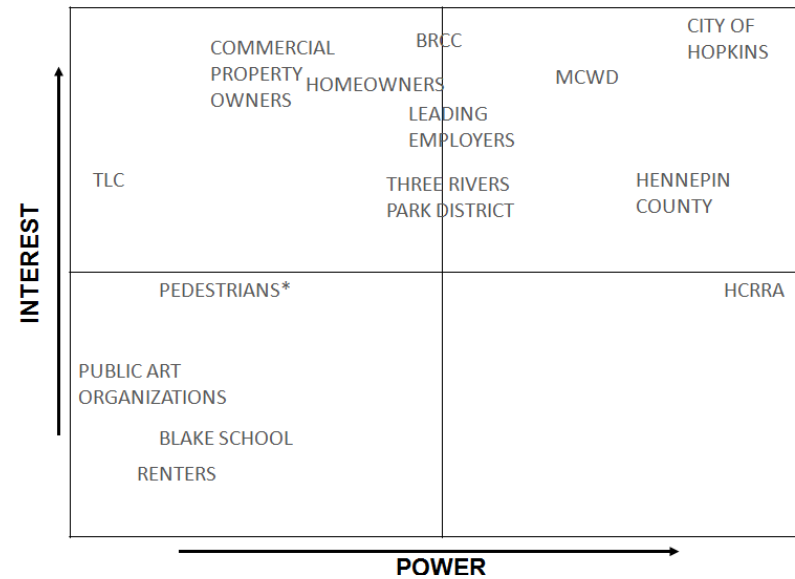 CITY OF
HOPKINS
BRCC
COMMERCIAL
PROPERTY
OWNERS
HOMEOWNERS
MCWD
LEADING
EMPLOYERS
TLC
THREE RIVERS
PARK DISTRICT
HENNEPIN
COUNTY
INTEREST
PEDESTRIANS*
HCRRA
PUBLIC ART
ORGANIZATIONS
BLAKE SCHOOL
RENTERS
POWER